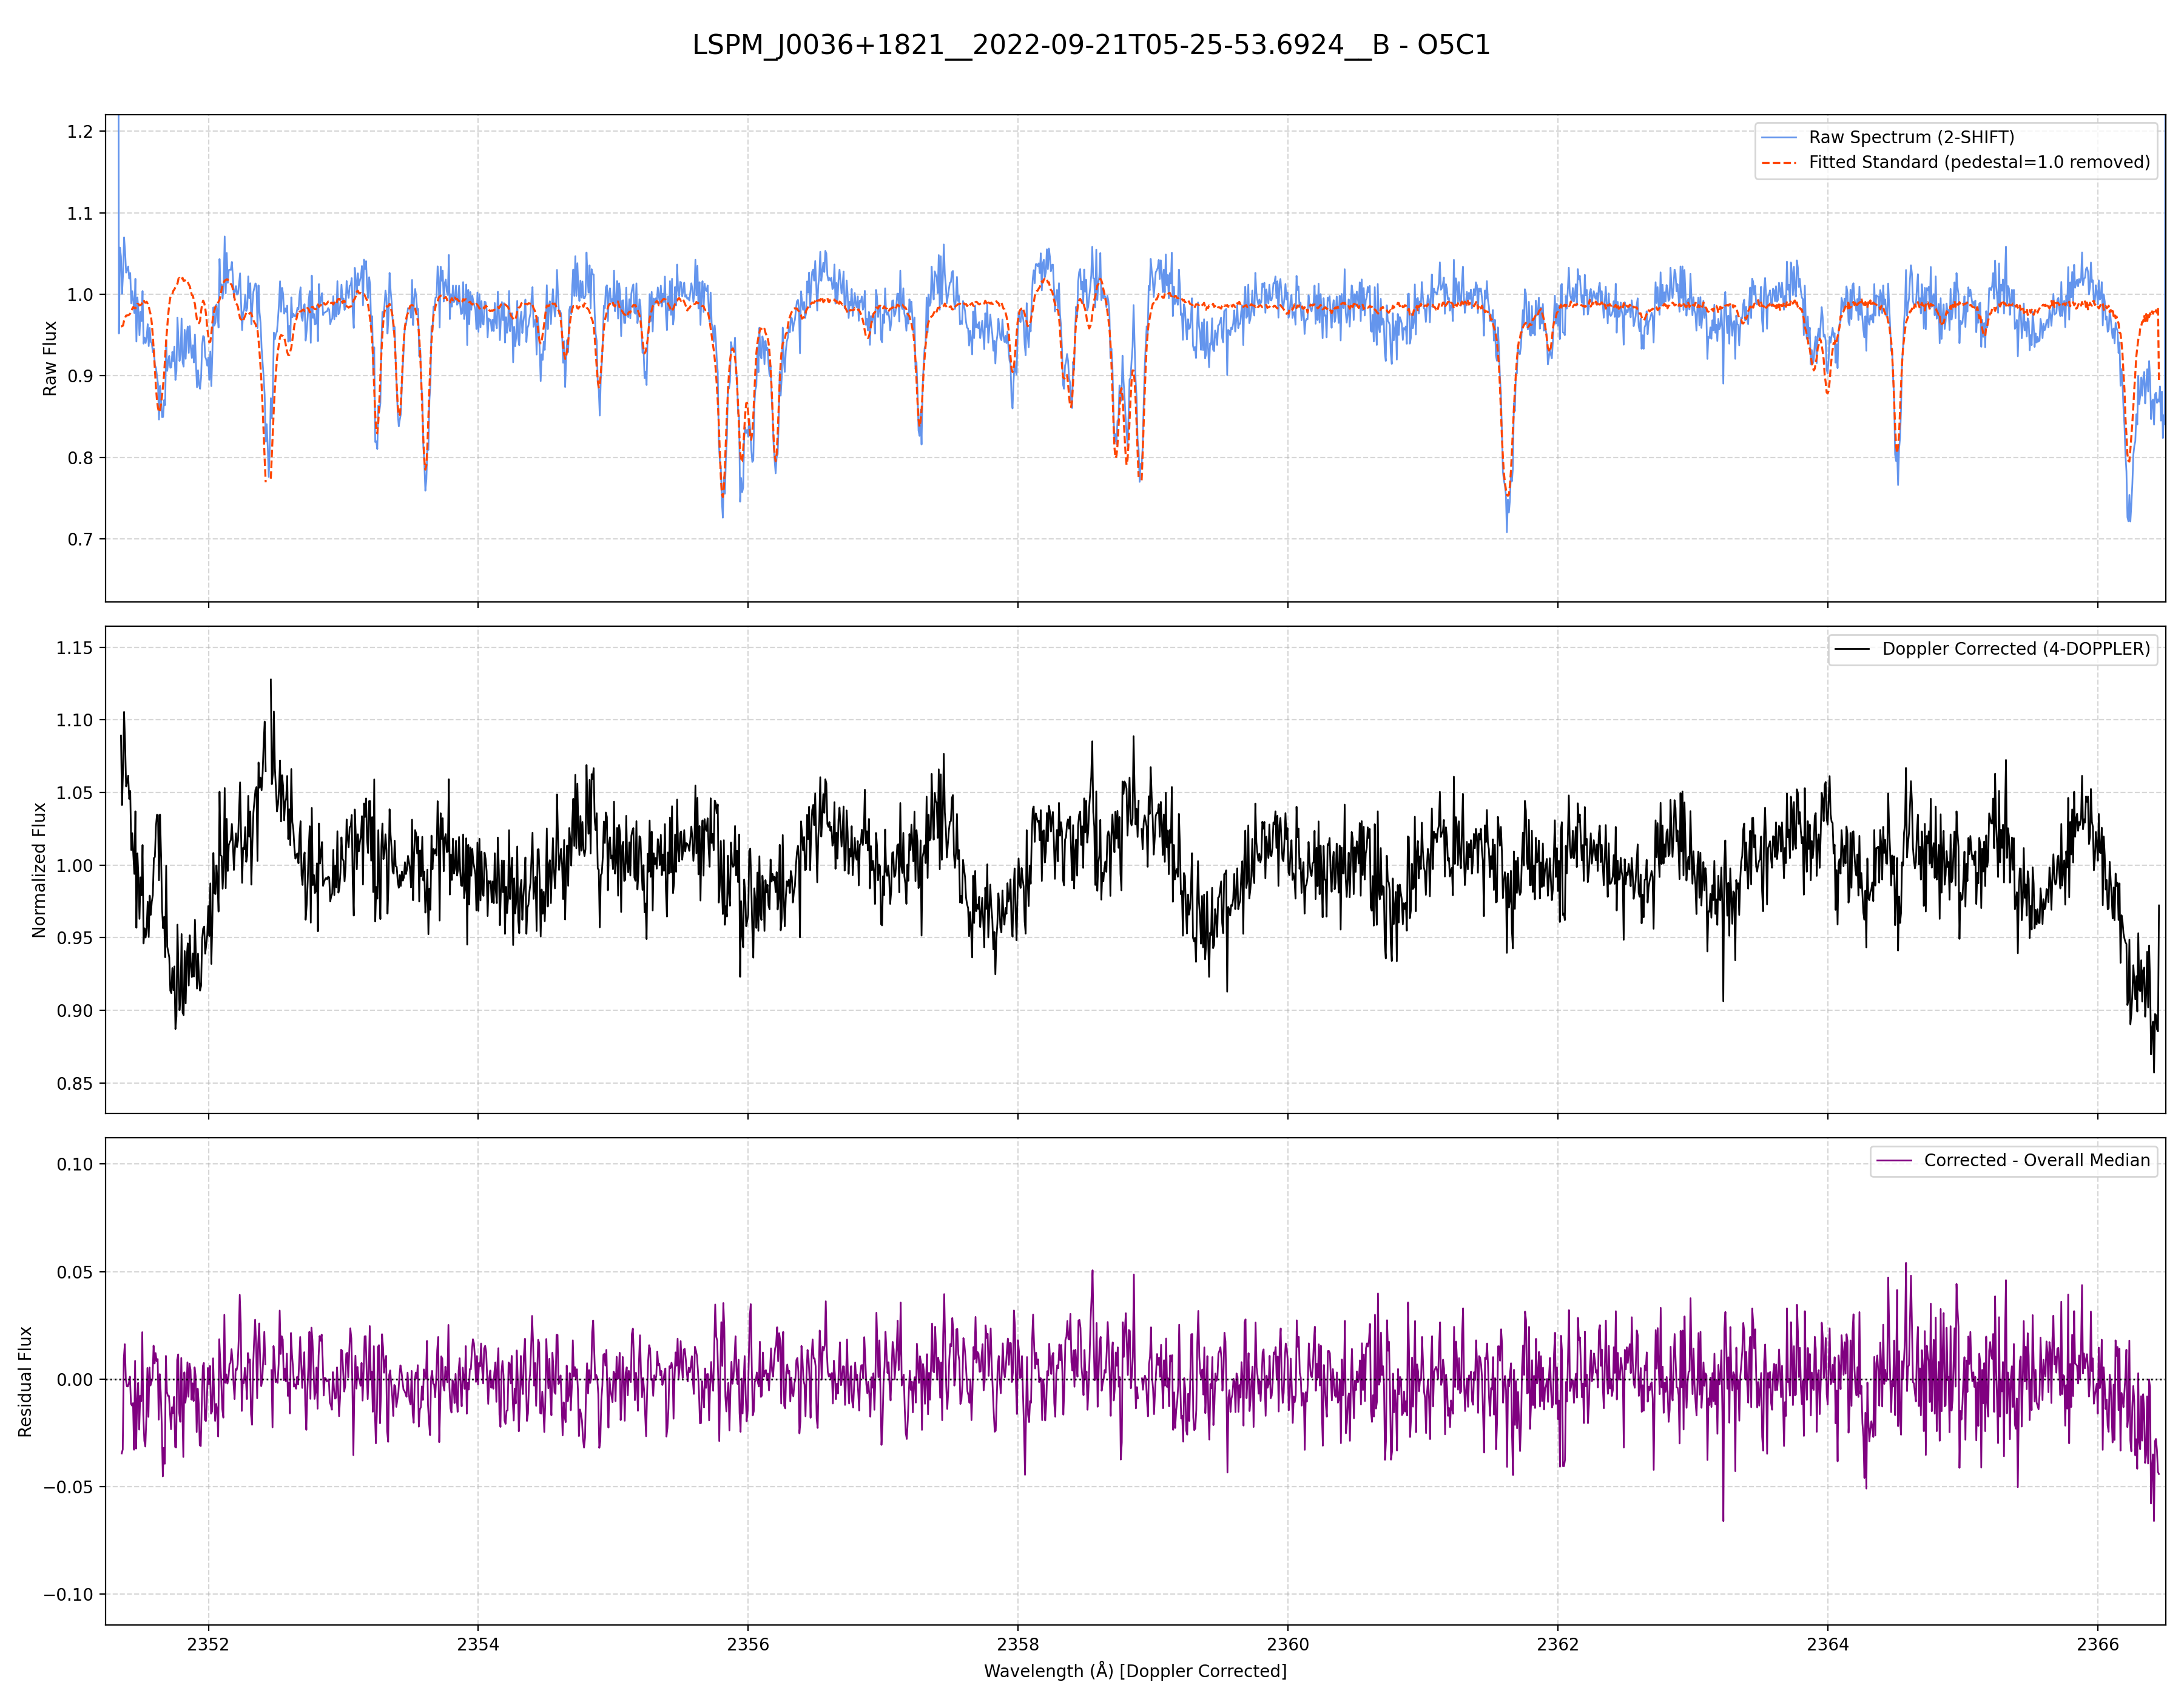 LSPM_J0036+1821__2022-09-21T05-25-53.6924__B - O5C1
1.2
1.1
1.0
0.9
0.8
0.7
Raw Flux
Raw Spectrum (2-SHIFT)
Fitted Standard (pedestal=1.0 removed)
1.15
1.10
1.05
1.00
0.95
0.90
0.85
Normalized Flux
Doppler Corrected (4-DOPPLER)
0.10
0.05
0.00
−0.05
−0.10
Residual Flux
Corrected - Overall Median
2352 2354 2356 2358 2360 2362 2364 2366
Wavelength (Å) [Doppler Corrected]